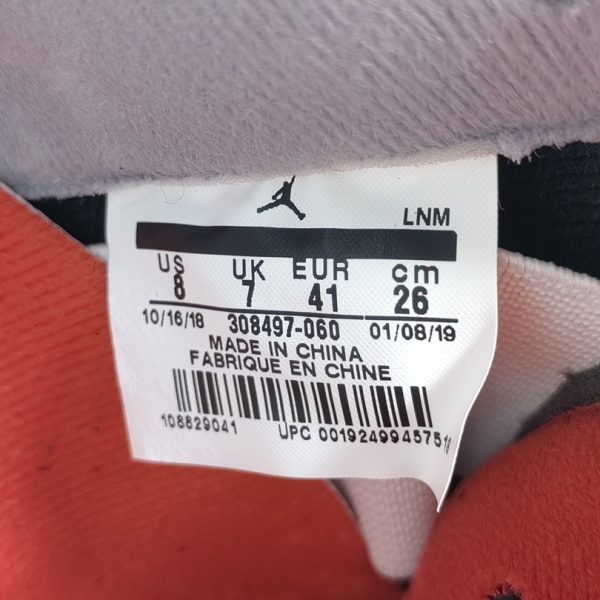 LNM
US UK EUR cm
8 7 41 26
10/16/18 308497-060 01/08/19
MADE IN CHINA
FABRIQUE EN CHINE
108829041 UPC 00192499457511